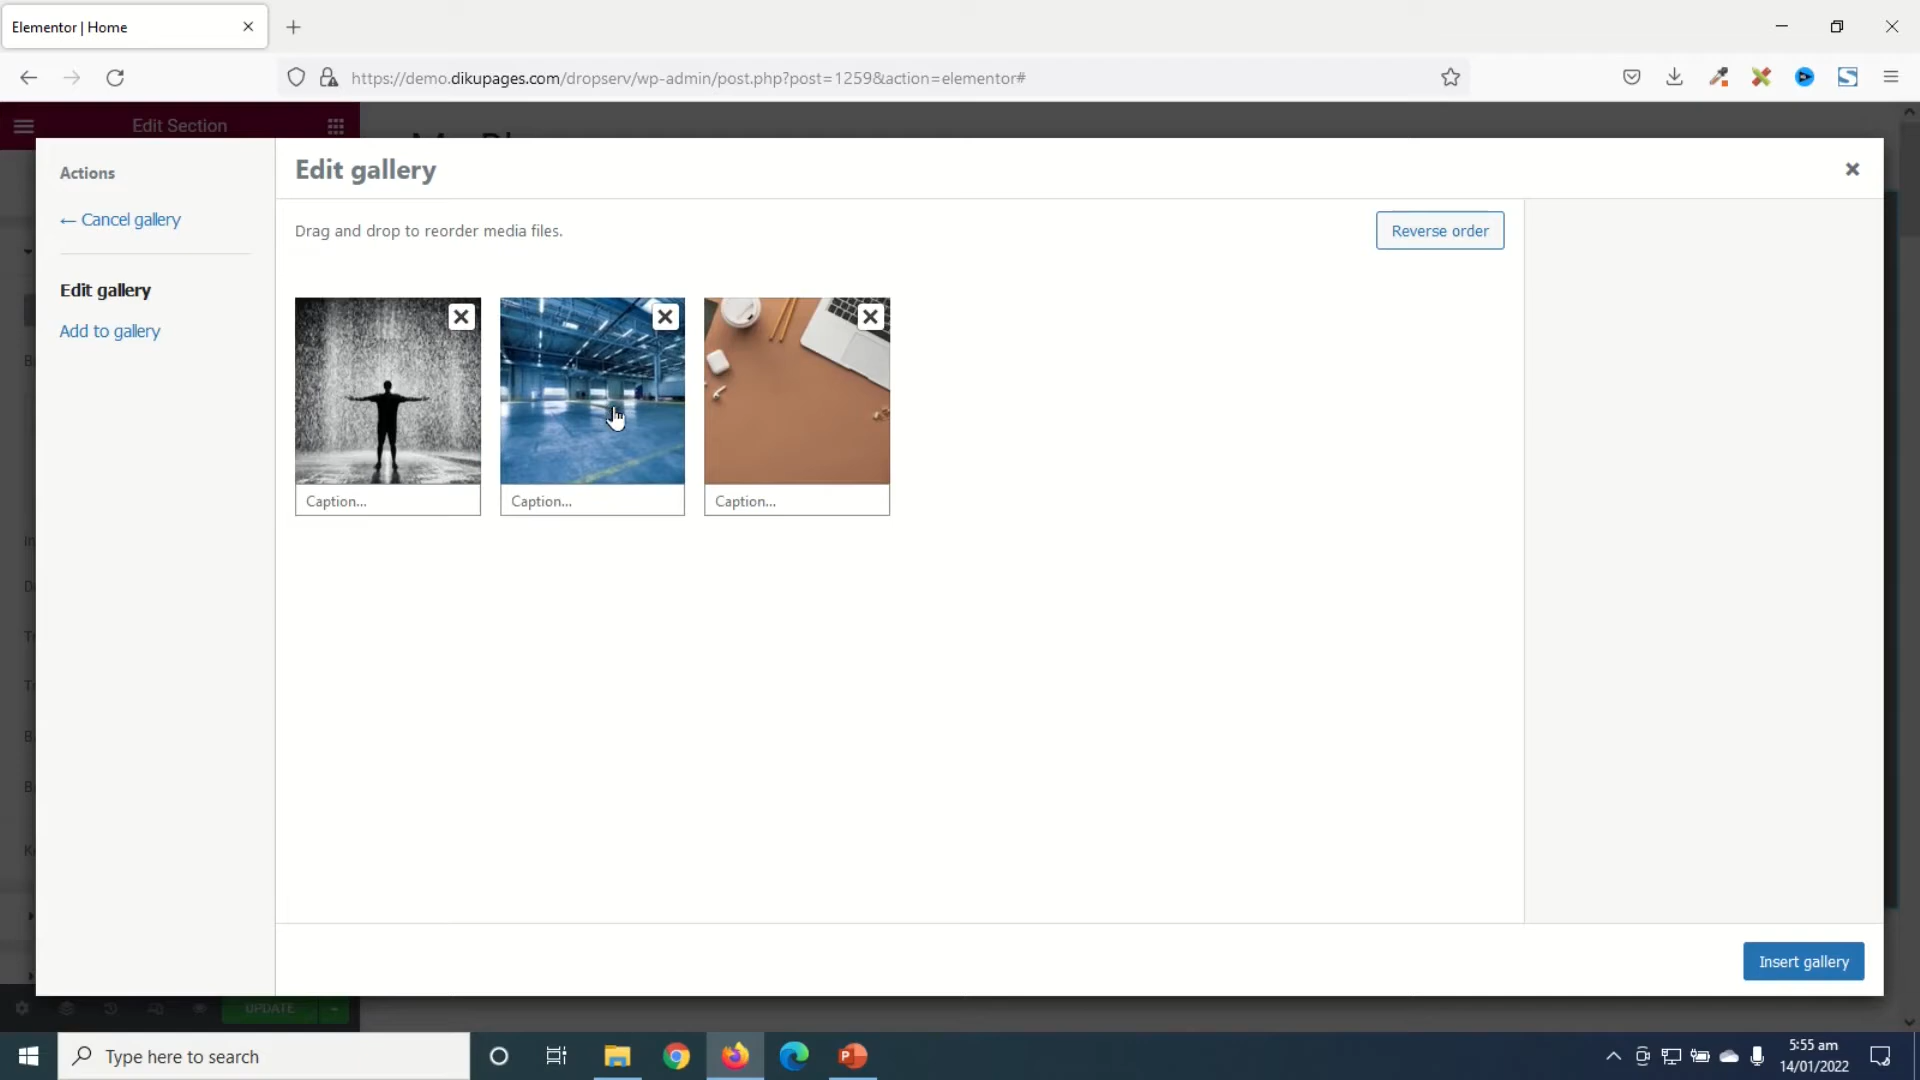 Elementor | Home
https://demo.dikupages.com/dropserv/wp-admin/post.php?post=1259&action=elementor#
Edit Section
Actions
← Cancel gallery
Edit gallery
Add to gallery
Edit gallery
Drag and drop to reorder media files.
Reverse order
Caption...
Caption...
Caption...
Insert gallery
UPDATE
Type here to search
5:55 am
14/01/2022